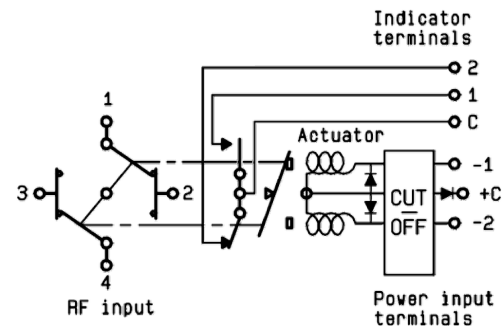 Indicator
terminals
2
1
C
1
Actuator
-1
3
2
CUT
OFF
+C
-2
4
RF input
Power input
terminals